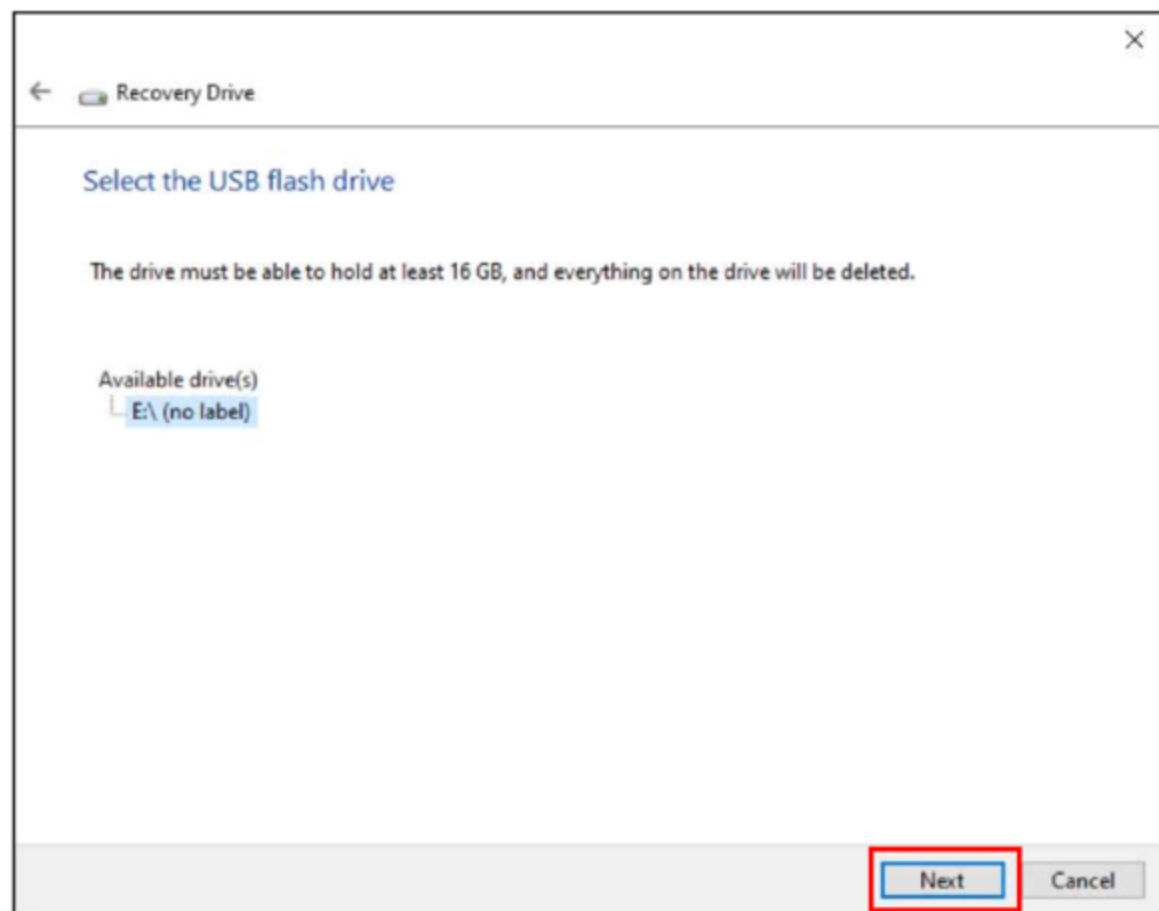 Recovery Drive
Select the USB flash drive
The drive must be able to hold at least 16 GB, and everything on the drive will be deleted.
Available drive(s)
E:\ (no label)
Next
Cancel